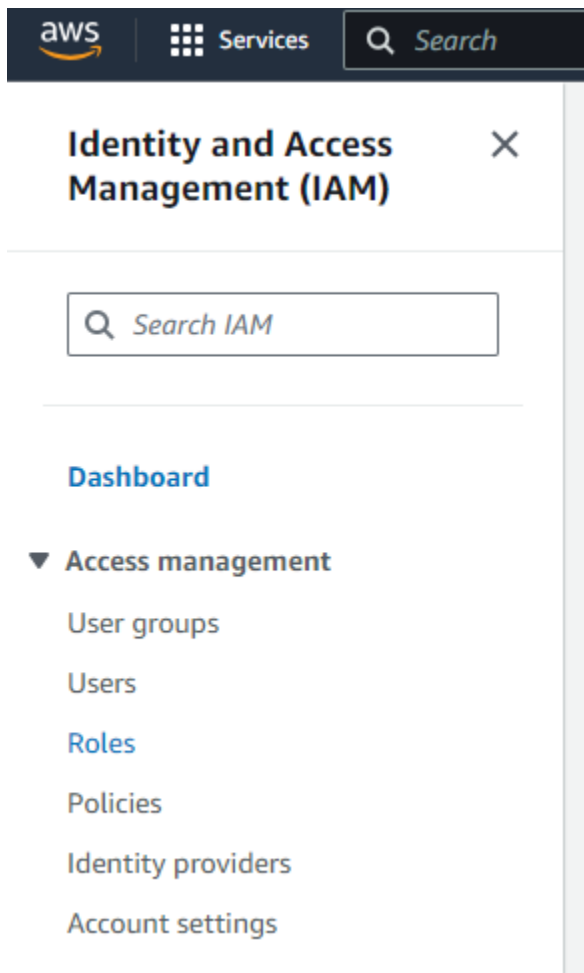 aws
Services
Search
Identity and Access
Management (IAM)
Search IAM
Dashboard
Access management
User groups
Users
Roles
Policies
Identity providers
Account settings